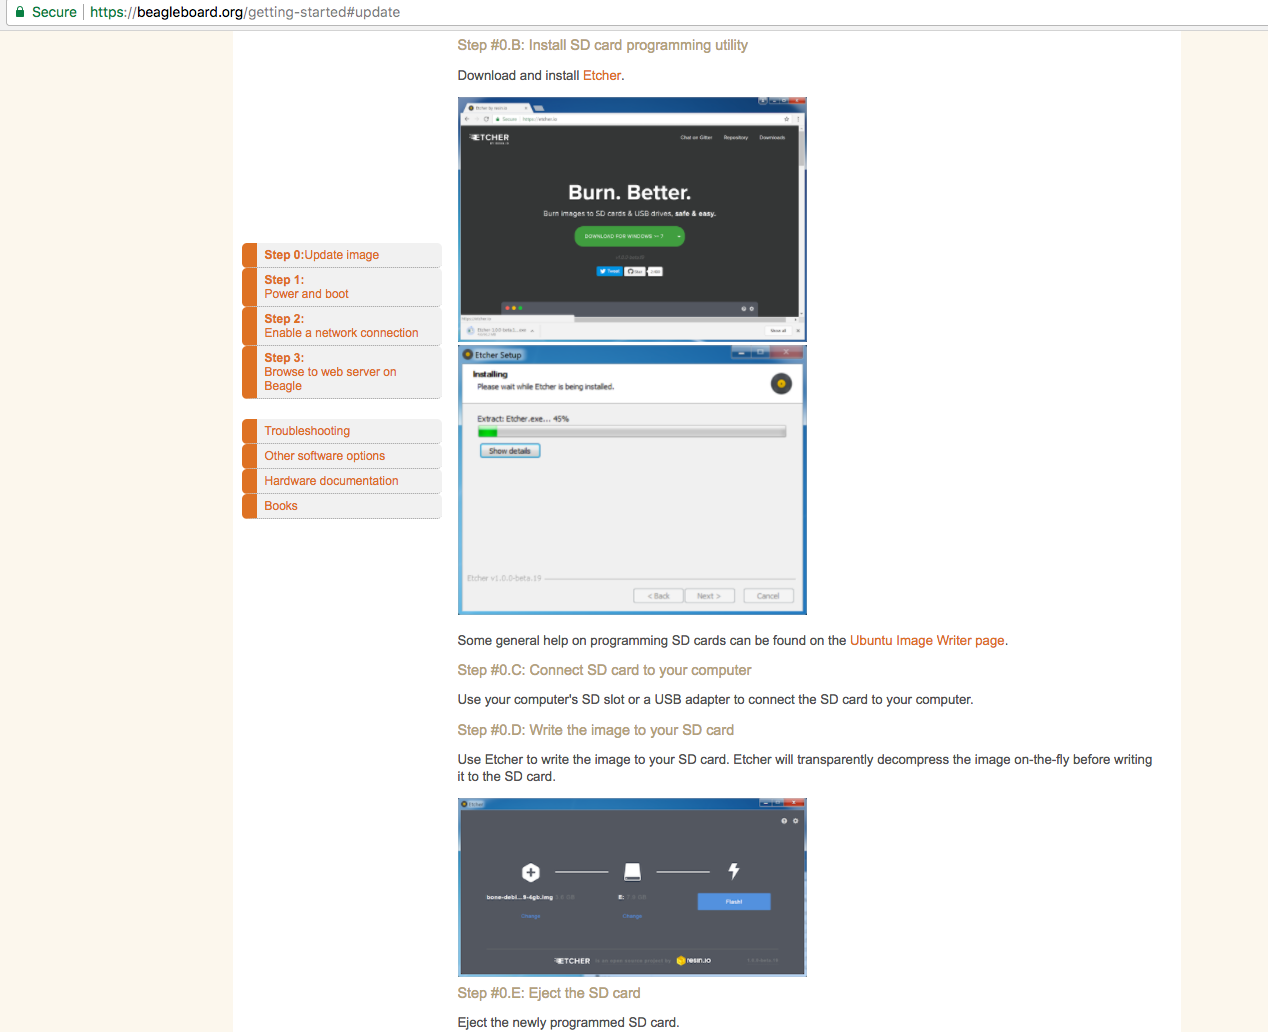 Secure https://beagleboard.org/getting-started#update
Step #0.B: Install SD card programming utility
Download and install Etcher.
Secure https://etcher.io
ETCHER
Chat on Gitter Repository Downloads
Burn. Better.
Burn images to SD cards & USB drives, safe & easy.
DOWNLOAD FOR WINDOWS
Tweet Star
Show all
Step 0:Update image
Step 1:
Power and boot
Step 2:
Enable a network connection
Step 3:
Browse to web server on
Beagle
Troubleshooting
Other software options
Hardware documentation
Books
Etcher Setup
Installing
Please wait while Etcher is being installed.
Extract: Etcher.exe... 45%
Show details
Etcher v1.0.0-beta.19
< Back Next > Cancel
Some general help on programming SD cards can be found on the Ubuntu Image Writer page.
Step #0.C: Connect SD card to your computer
Use your computer's SD slot or a USB adapter to connect the SD card to your computer.
Step #0.D: Write the image to your SD card
Use Etcher to write the image to your SD card. Etcher will transparently decompress the image on-the-fly before writing
it to the SD card.
Etcher
bone-debi...9-4gb.img
E:
Flash!
Change Change
ETCHER resin.io
Step #0.E: Eject the SD card
Eject the newly programmed SD card.